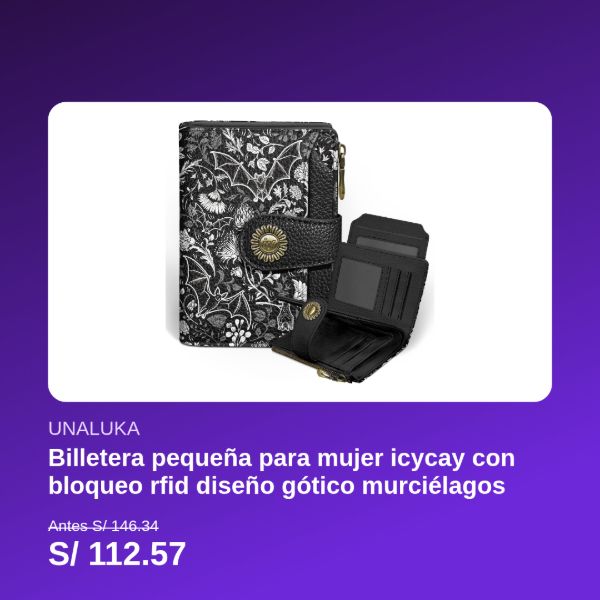 UNALUKA
Billetera pequeña para mujer icycay con
bloqueo rfid diseño gótico murciélagos
Antes S/ 146.34
S/ 112.57